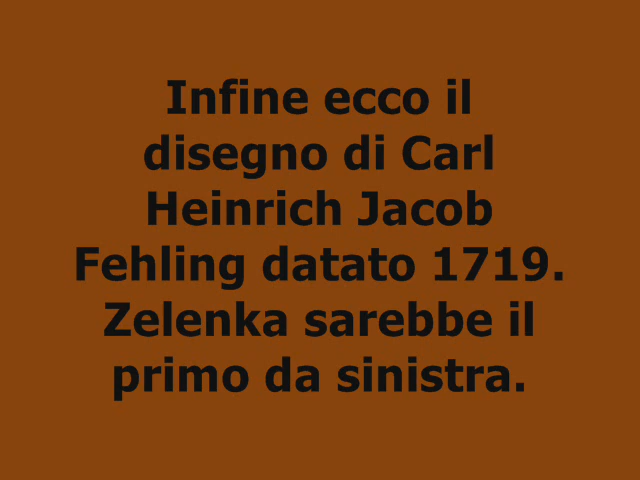 Infine ecco il
disegno di Carl
Heinrich Jacob
Fehling datato 1719.
Zelenka sarebbe il
primo da sinistra.